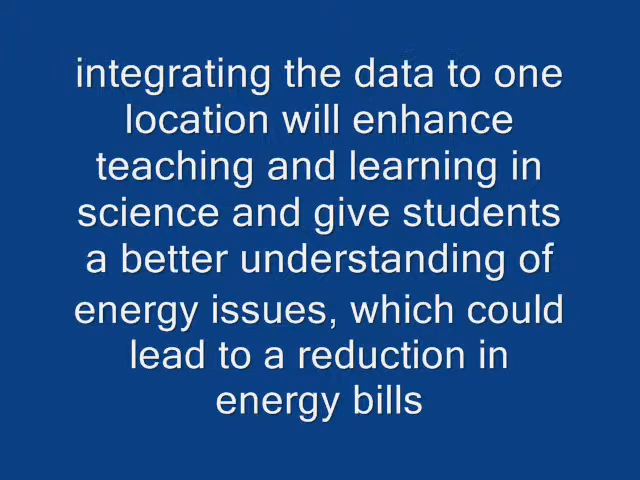 integrating the data to one
location will enhance
teaching and learning in
science and give students
a better understanding of
energy issues, which could
lead to a reduction in
energy bills